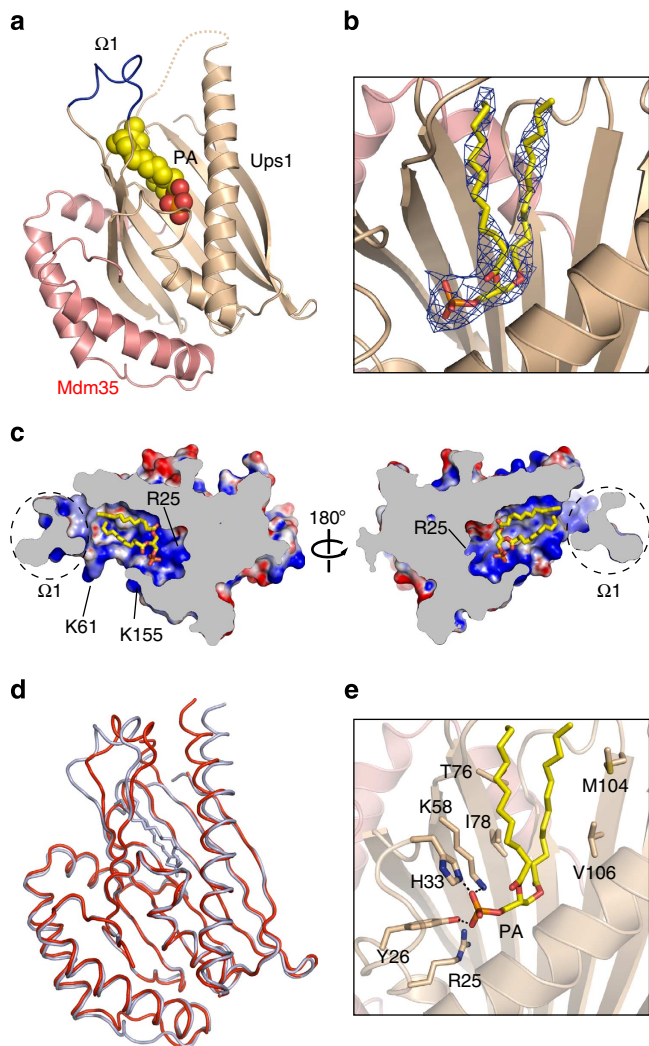 a
Ω1
PA
Ups1
Mdm35
b
c
R25
Ω1
K61
K155
180°
R25
Ω1
d
e
T76
M104
K58
I78
V106
H33
PA
Y26
R25